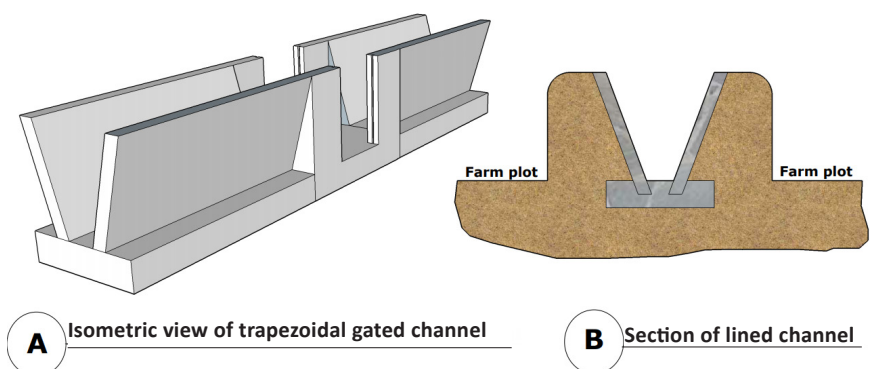 Farm plot
Farm plot
A
Isometric view of trapezoidal gated channel
B
Section of lined channel